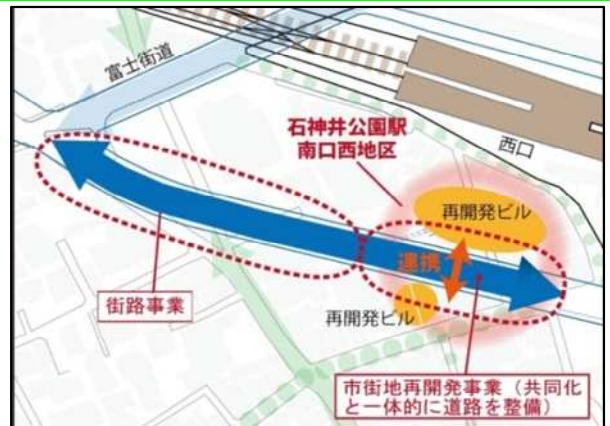 富士街道
石神井公園駅
南口西地区
西口
再開発ビル
連携
街路事業
再開発ビル
市街地再開発事業（共同化
と一体的に道路を整備）